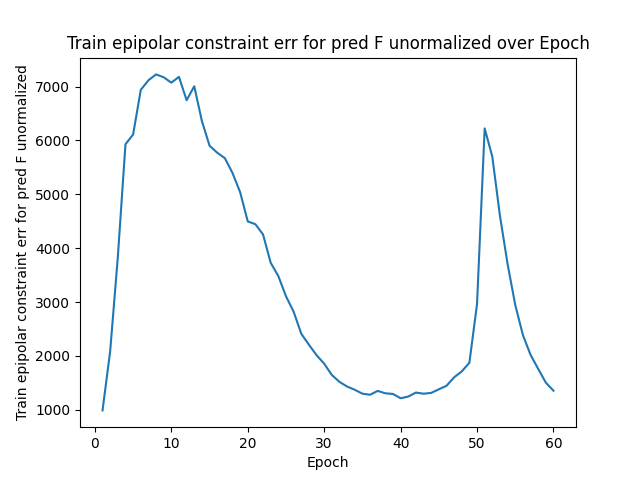 Train epipolar constraint err for pred F unormalized over Epoch
Train epipolar constraint err for pred F unormalized
7000
6000
5000
4000
3000
2000
1000
0 10 20 30 40 50 60
Epoch